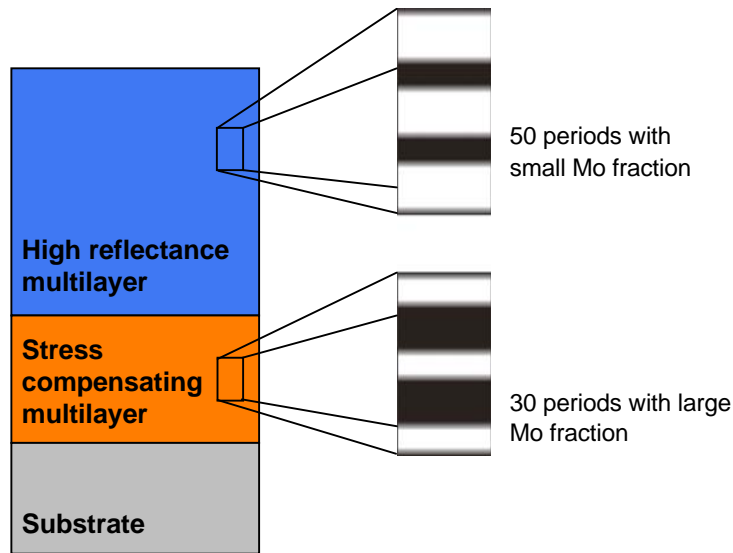 50 periods with
small Mo fraction
High reflectance
multilayer
Stress
compensating
multilayer
30 periods with large
Mo fraction
Substrate